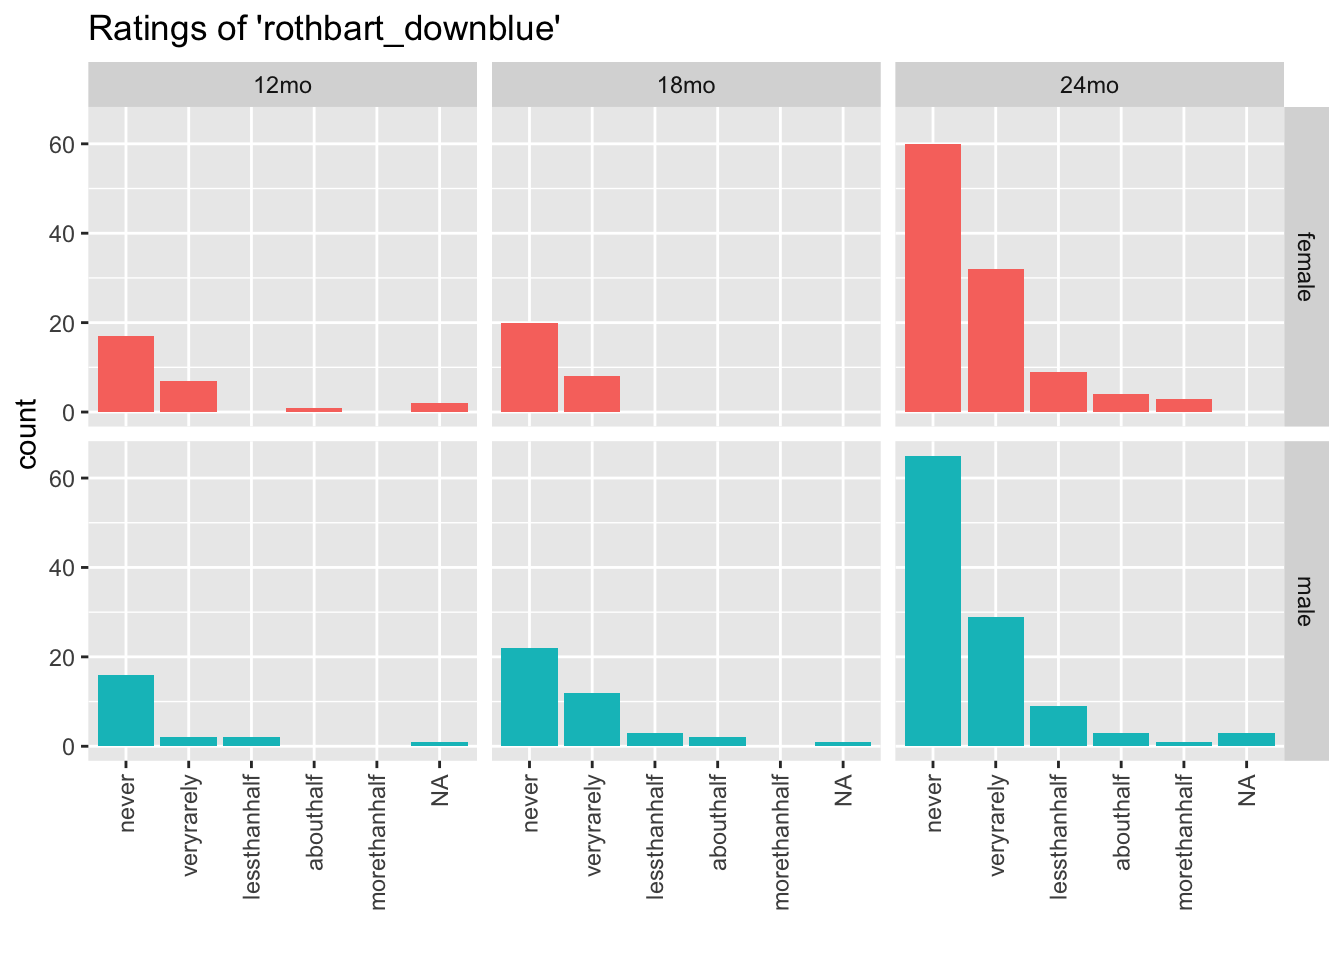 Ratings of 'rothbart_downblue'
12mo
18mo
24mo
60
40
20
0
female
count
60
40
20
0
male
never
veryrarely
lessthanhalf
abouthalf
morethanhalf
NA
never
veryrarely
lessthanhalf
abouthalf
morethanhalf
NA
never
veryrarely
lessthanhalf
abouthalf
morethanhalf
NA